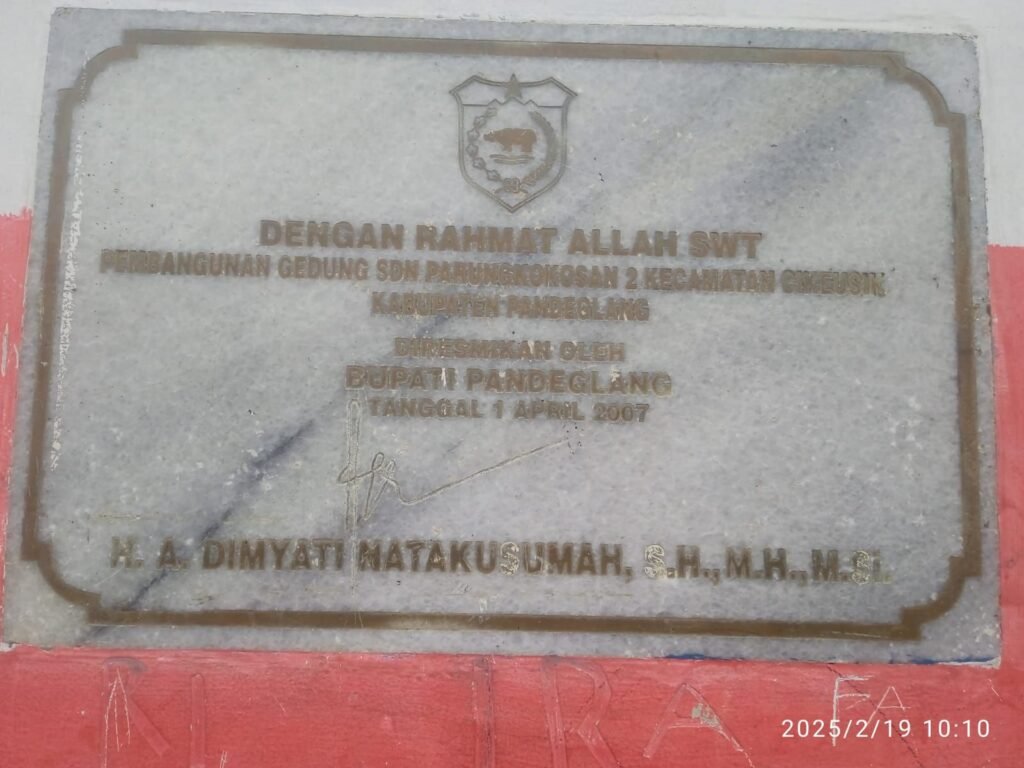 DENGAN RAHMAT ALLAH SWT
PEMBANGUNAN GEDUNG SDN PARUNGKOKOSAN 2 KECAMATAN CIKEUSIK
KABUPATEN PANDEGLANG
DIRESMIKAN OLEH
BUPATI PANDEGLANG
TANGGAL 1 APRIL 2007
H. A. DIMYATI NATAKUSUMAH, S.H., M.H., M.Si.
FA
2025/2/19 10:10